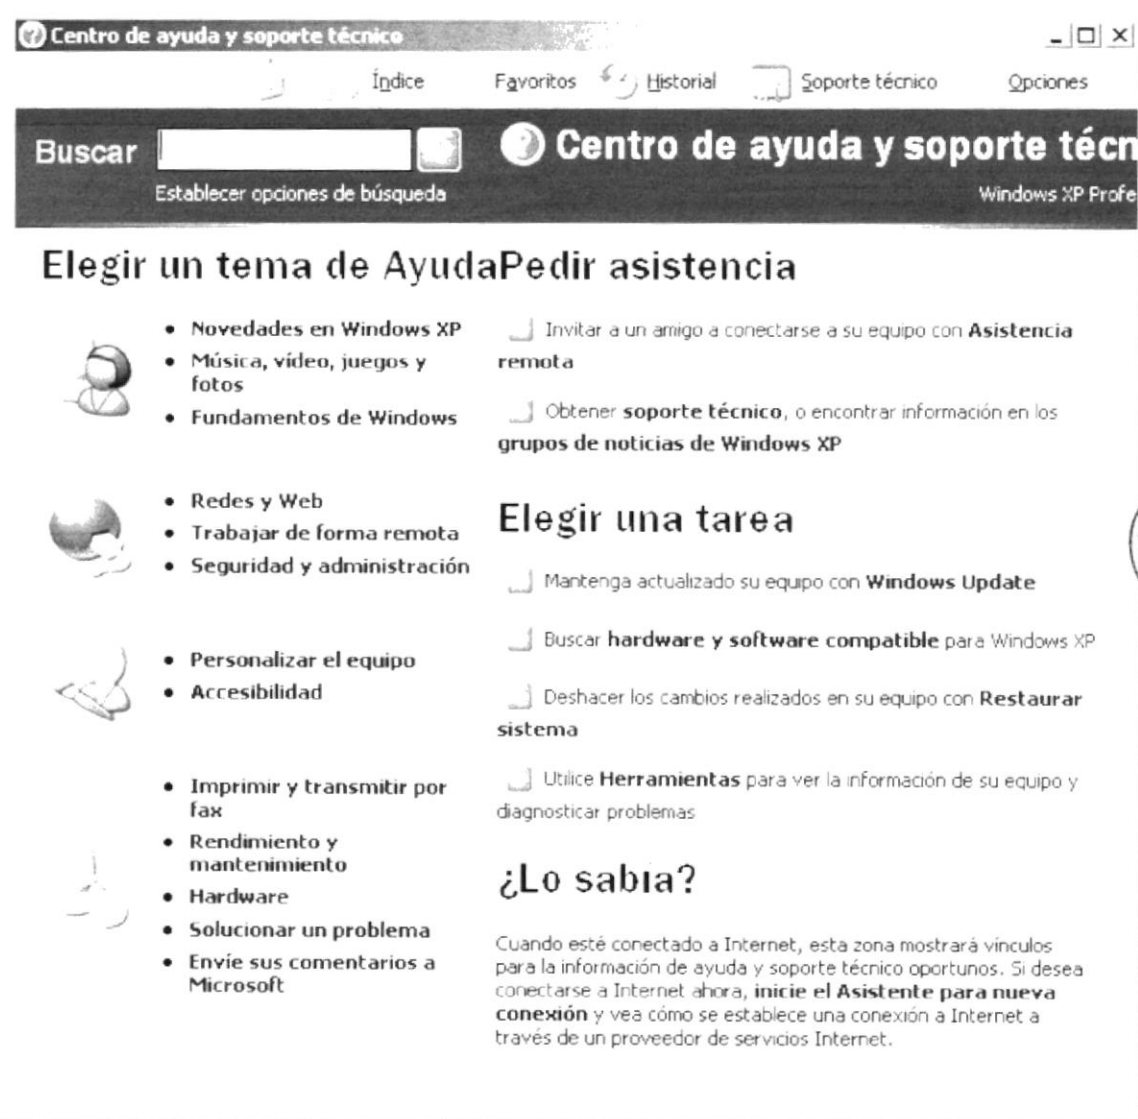 Centro de ayuda y soporte técnico
Índice Favoritos Historial Soporte técnico Opciones
Buscar
Centro de ayuda y soporte técn
Establecer opciones de búsqueda
Windows XP Profe
Elegir un tema de AyudaPedir asistencia
• Novedades en Windows XP
• Música, vídeo, juegos y
fotos
• Fundamentos de Windows
• Redes y Web
• Trabajar de forma remota
• Seguridad y administración
• Personalizar el equipo
• Accesibilidad
• Imprimir y transmitir por
fax
• Rendimiento y
mantenimiento
• Hardware
• Solucionar un problema
• Envíe sus comentarios a
Microsoft
Invitar a un amigo a conectarse a su equipo con Asistencia
remota
Obtener soporte técnico, o encontrar información en los
grupos de noticias de Windows XP
Elegir una tarea
Mantenga actualizado su equipo con Windows Update
Buscar hardware y software compatible para Windows XP
Deshacer los cambios realizados en su equipo con Restaurar
sistema
Utilice Herramientas para ver la información de su equipo y
diagnosticar problemas
¿Lo sabía?
Cuando esté conectado a Internet, esta zona mostrará vínculos
para la información de ayuda y soporte técnico oportunos. Si desea
conectarse a Internet ahora, inicie el Asistente para nueva
conexión y vea cómo se establece una conexión a Internet a
través de un proveedor de servicios Internet.